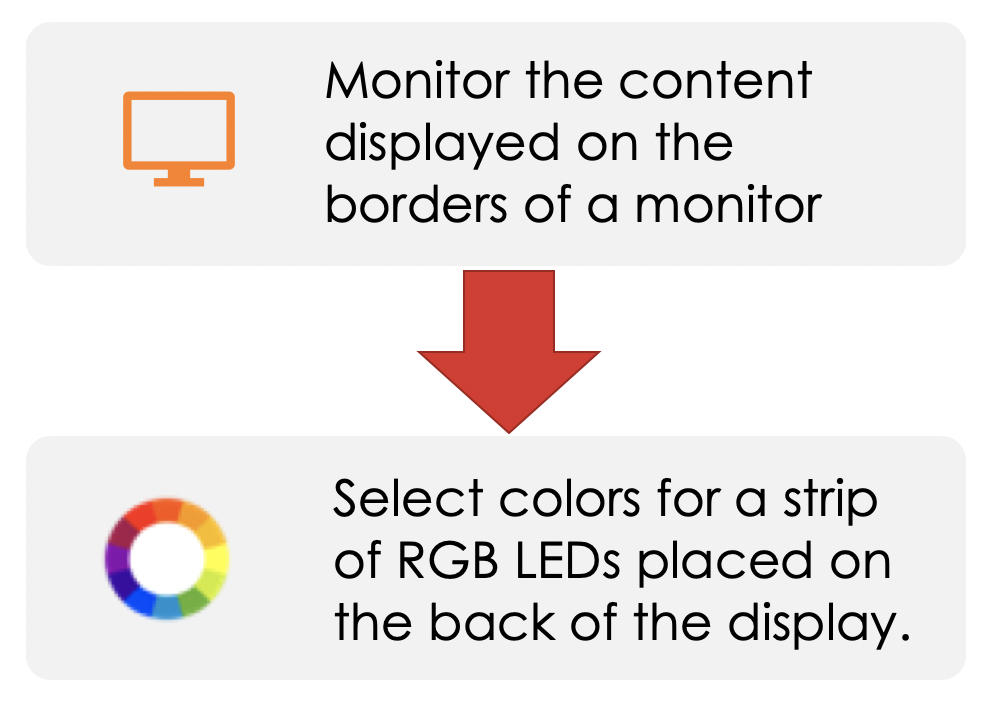 Monitor the content
displayed on the
borders of a monitor
Select colors for a strip
of RGB LEDs placed on
the back of the display.